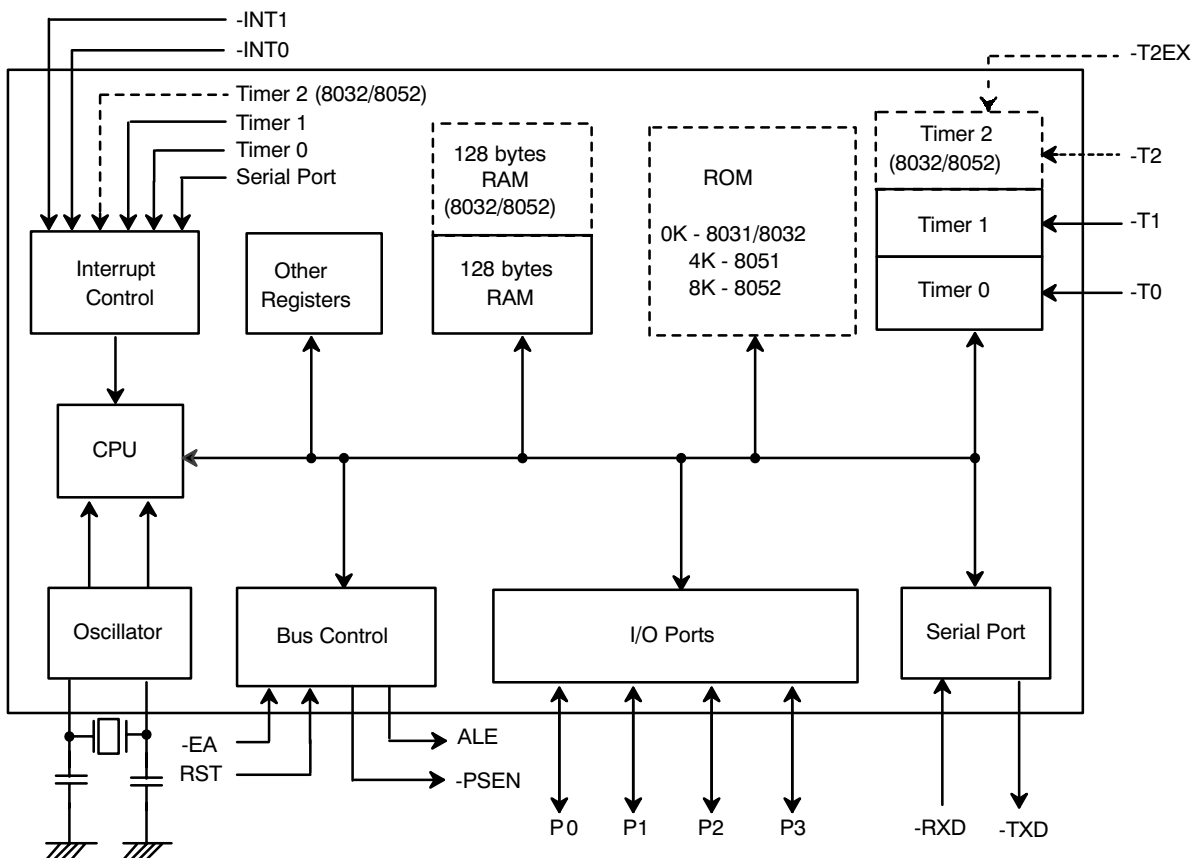 -INT1
-INT0
-T2EX
Timer 2 (8032/8052)
Timer 1
Timer 0
Serial Port
128 bytes
RAM
(8032/8052)
ROM
0K - 8031/8032
4K - 8051
8K - 8052
Timer 2
(8032/8052)
-T2
Timer 1
-T1
Timer 0
-T0
Interrupt
Control
Other
Registers
128 bytes
RAM
CPU
Oscillator
Bus Control
I/O Ports
Serial Port
-EA
RST
ALE
-PSEN
P0
P1
P2
P3
-RXD
-TXD